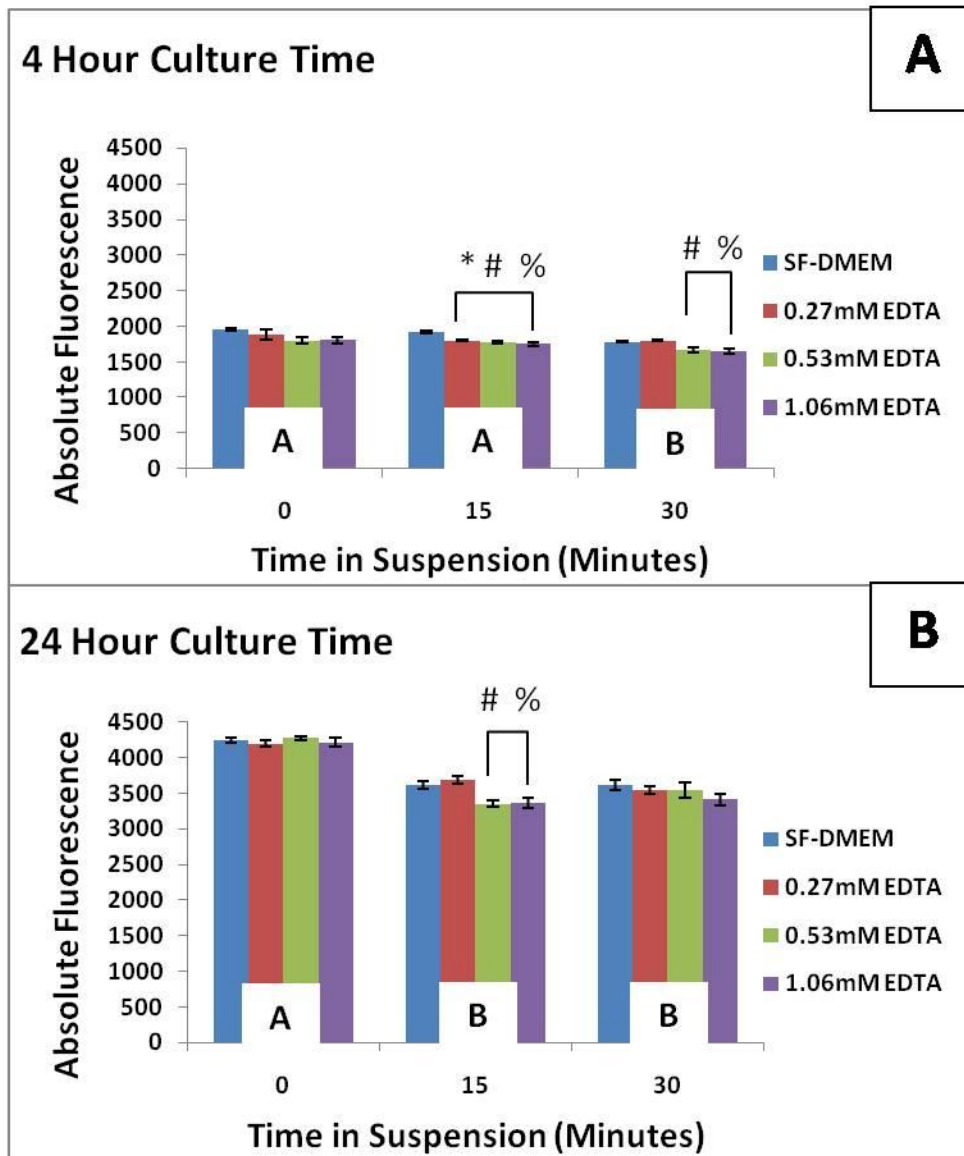 4 Hour Culture Time
A
Absolute Fluorescence
4500
4000
3500
3000
2500
2000
1500
1000
500
0
* # %
# %
A
A
B
0
15
30
Time in Suspension (Minutes)
SF-DMEM
0.27mM EDTA
0.53mM EDTA
1.06mM EDTA
24 Hour Culture Time
B
Absolute Fluorescence
4500
4000
3500
3000
2500
2000
1500
1000
500
0
# %
A
B
B
0
15
30
Time in Suspension (Minutes)
SF-DMEM
0.27mM EDTA
0.53mM EDTA
1.06mM EDTA